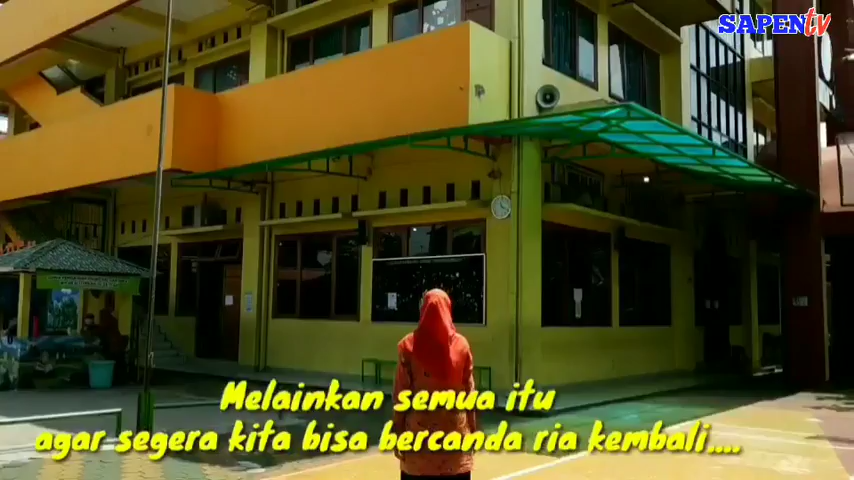 SAPENTV
Melainkan semua itu
agar segera kita bisa bercanda ria kembali....